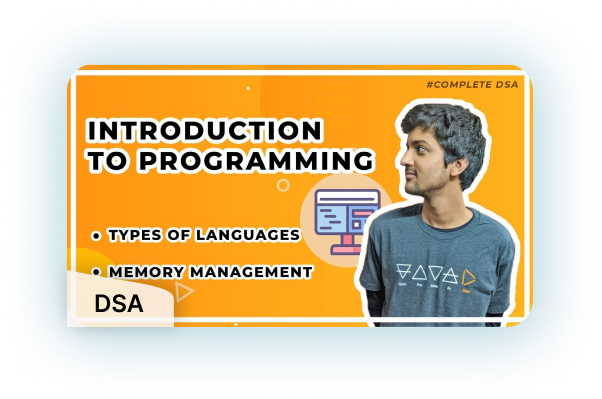 #COMPLETE DSA
INTRODUCTION
TO PROGRAMMING
• TYPES OF LANGUAGES
• MEMORY MANAGEMENT
DSA